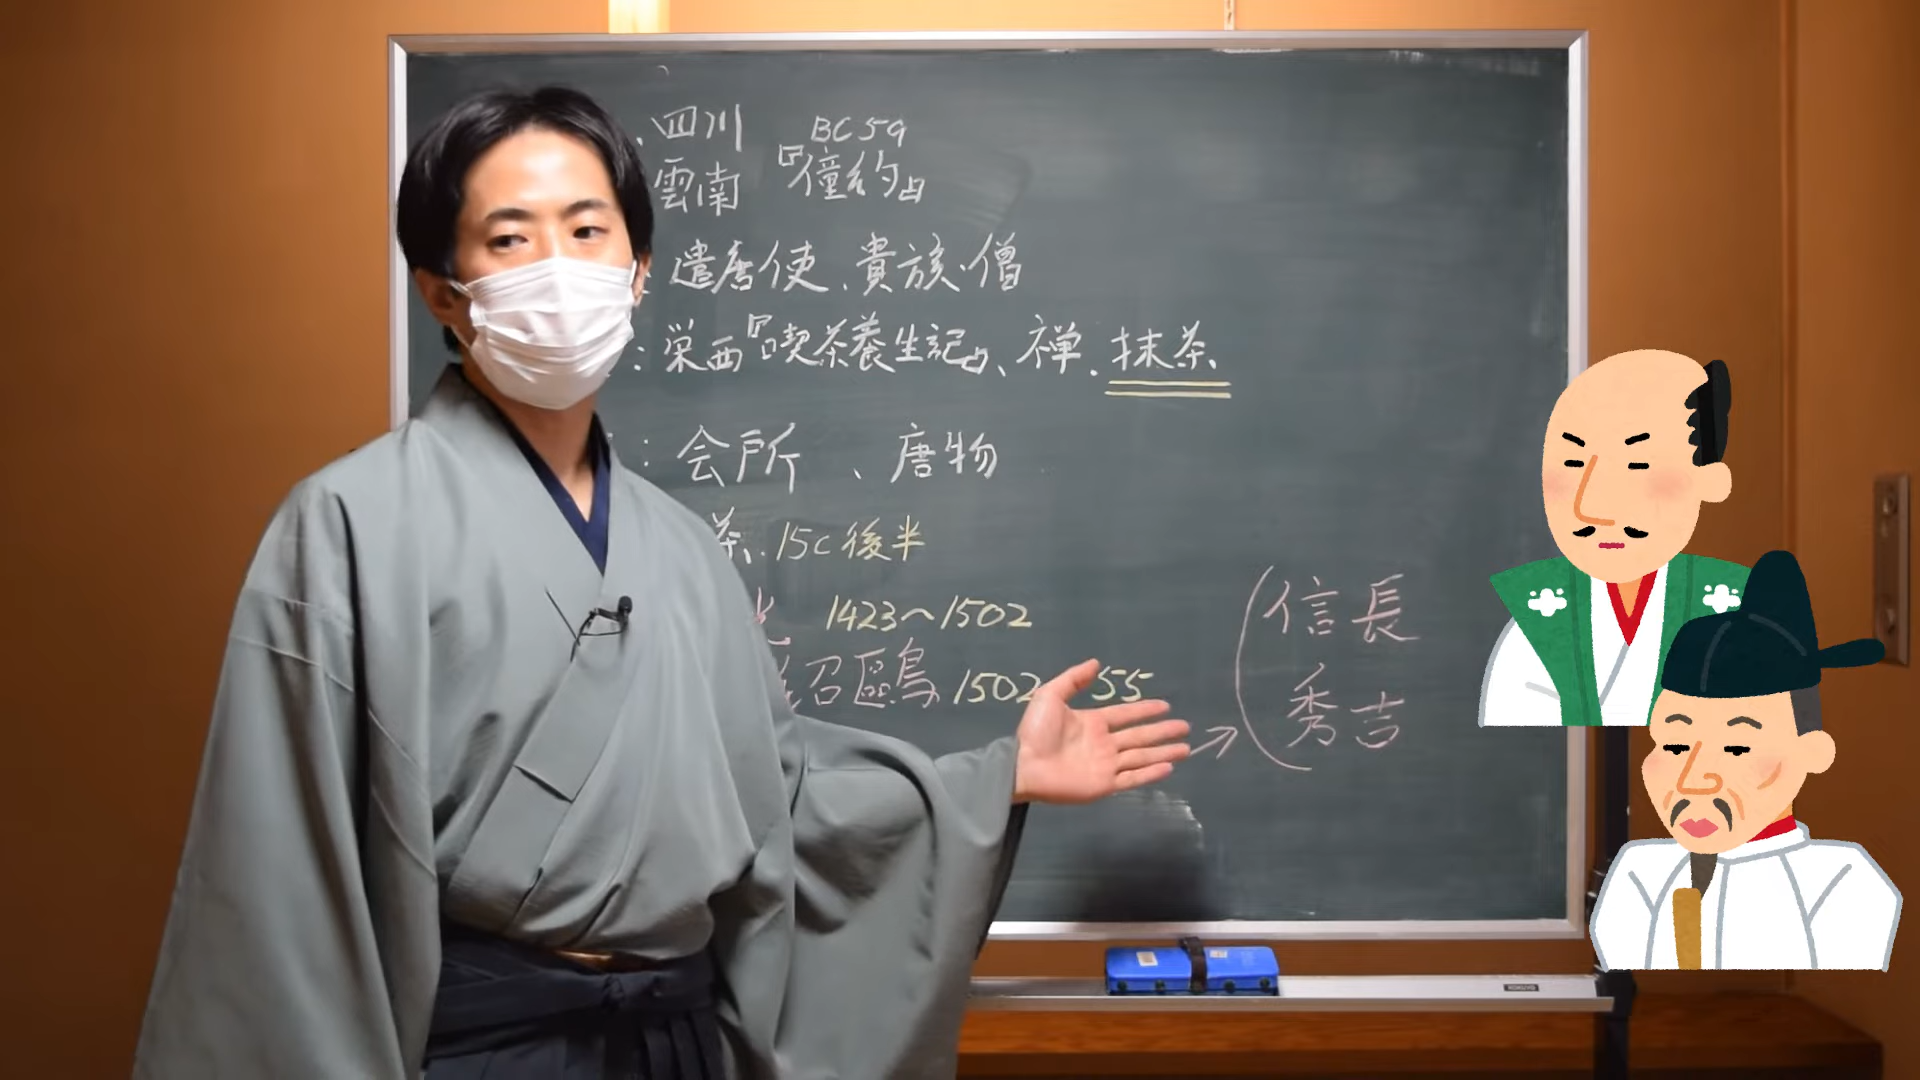 、四川 BC59
雲南 『僮約』
：遣唐使、貴族・僧
：栄西『喫茶養生記』、禅、抹茶
：会所、唐物
茶、15C後半
光 1423〜1502
紹鷗 1502 55
→
信長
秀吉